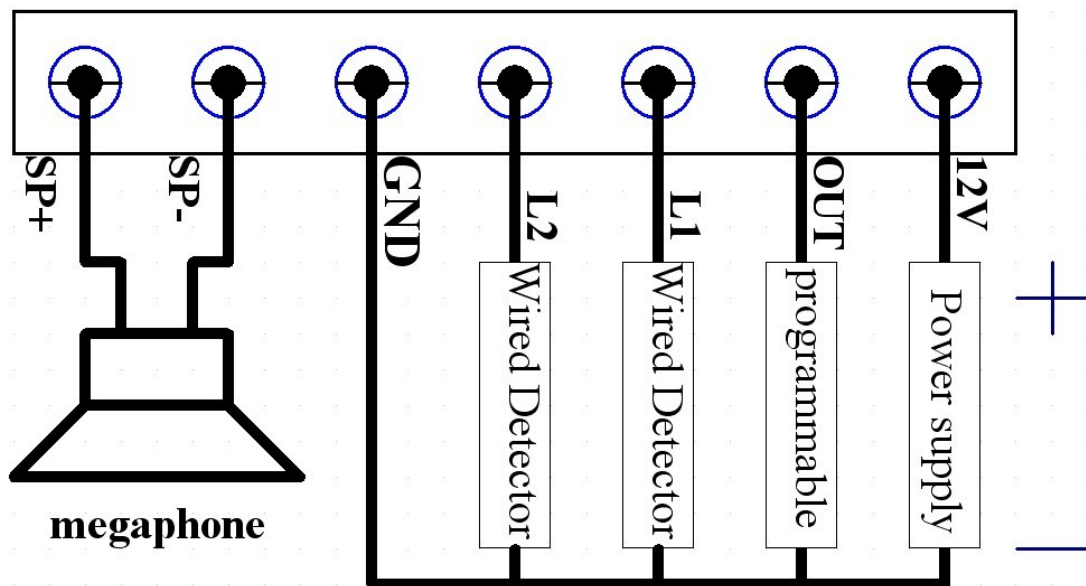 SP+
SP-
GND
L2
L1
OUT
12V
Wired Detector
Wired Detector
programmable
Power supply
megaphone